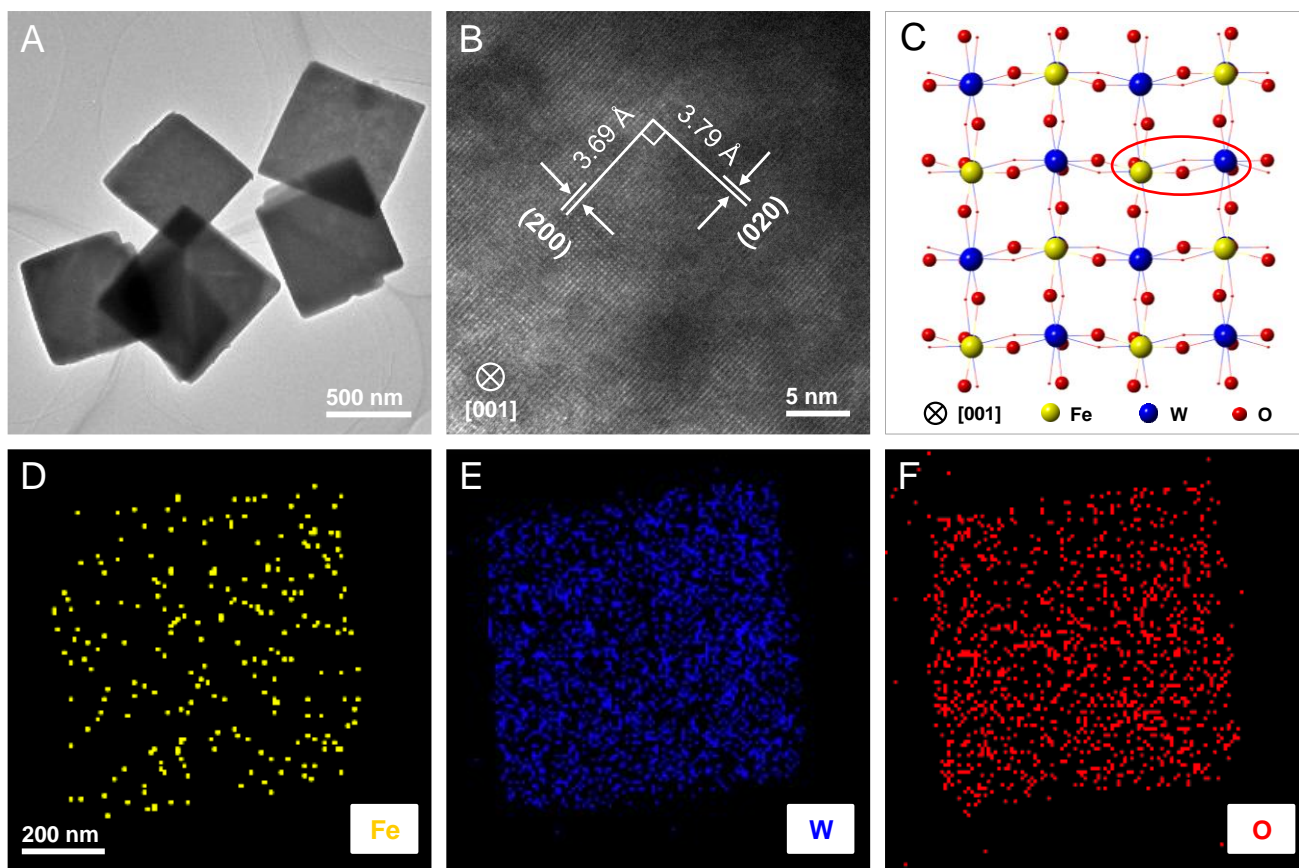 A
500 nm
B
3.69 Å
3.79 Å
(200)
(020)
[001]
5 nm
C
[001] Fe W O
D
200 nm
Fe
E
W
F
O